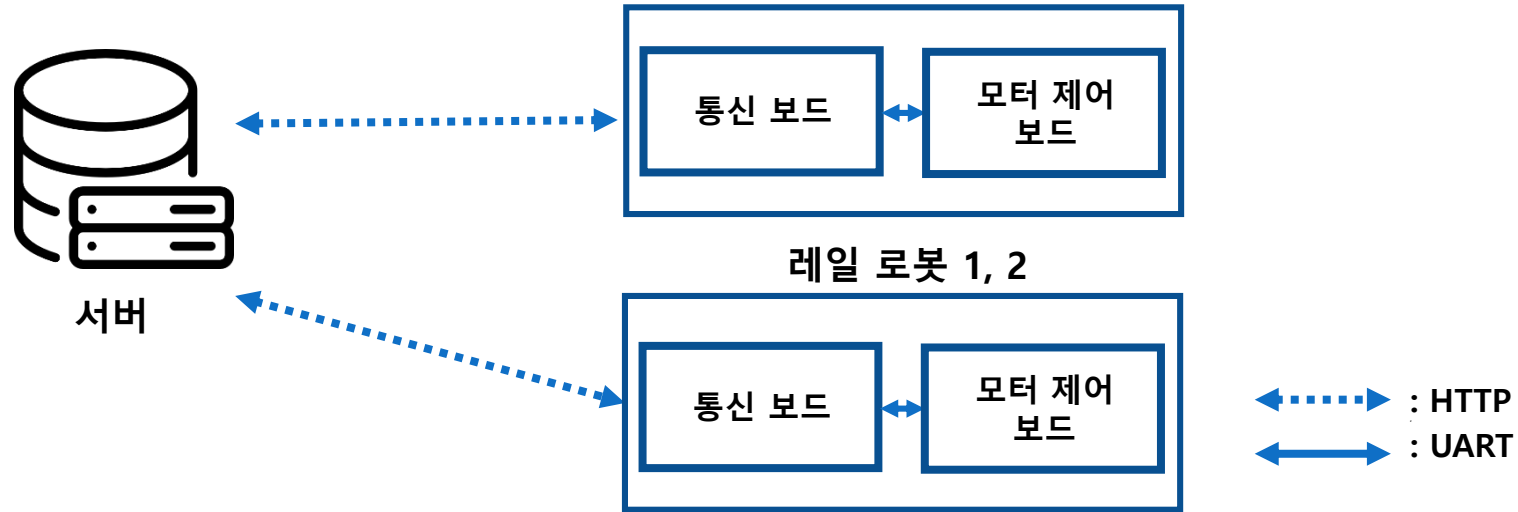 통신 보드
모터 제어
보드
레일 로봇 1, 2
서버
통신 보드
모터 제어
보드
: HTTP
: UART